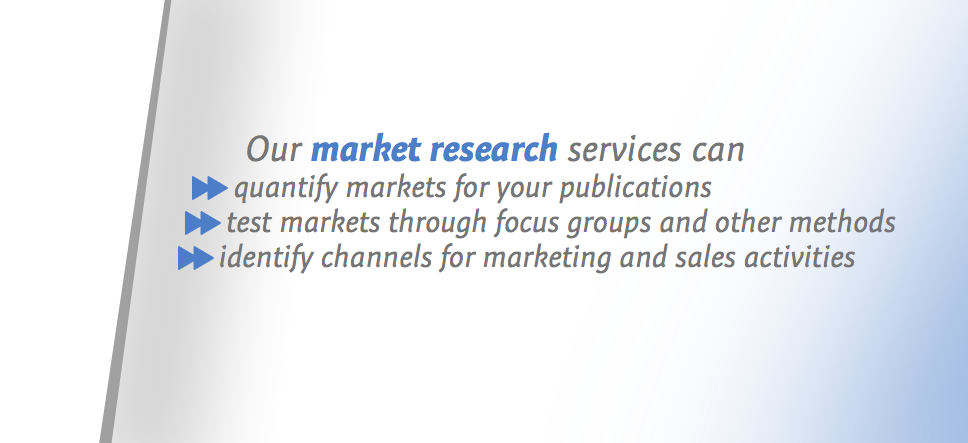 Our market research services can
quantify markets for your publications
test markets through focus groups and other methods
identify channels for marketing and sales activities